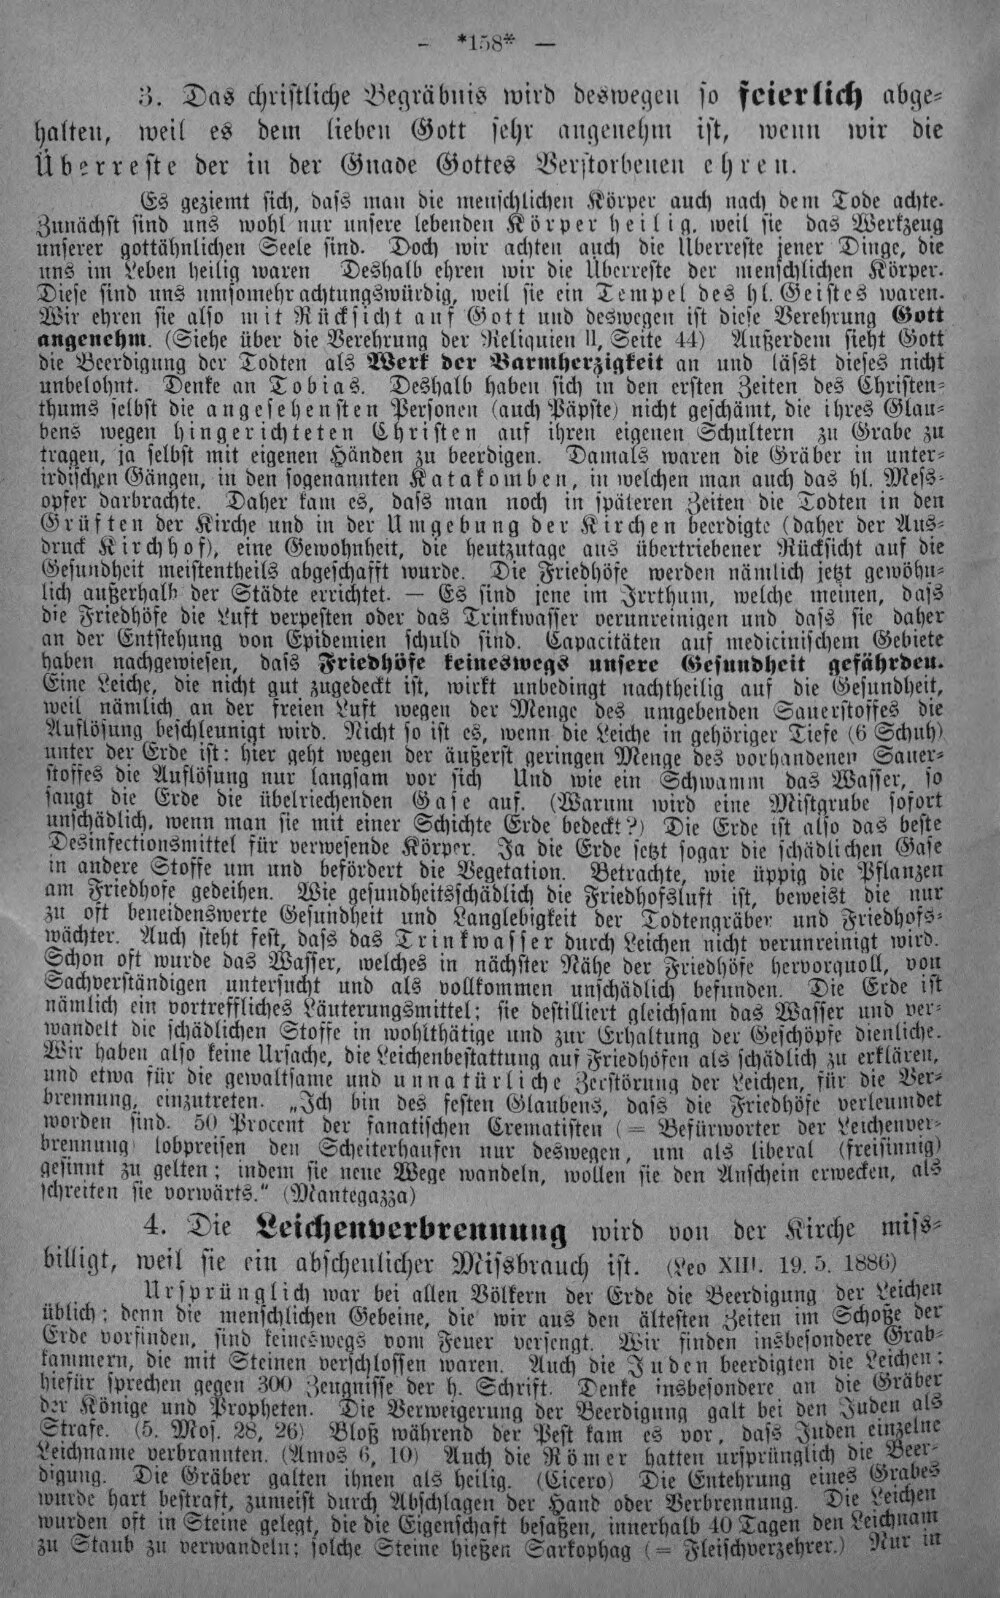 — *158* —
3. Das christliche Begräbnis wird deswegen so feierlich abge-
halten, weil es dem lieben Gott sehr angenehm ist, wenn wir die
Überreste der in der Gnade Gottes Verstorbenen ehren.
Es geziemt sich, dass man die menschlichen Körper auch nach dem Tode achte.
Zunächst sind uns wohl nur unsere lebenden Körper heilig, weil sie das Werkzeug
unserer gottähnlichen Seele sind. Doch wir achten auch die Überreste jener Dinge, die
uns im Leben heilig waren Deshalb ehren wir die Überreste der menschlichen Körper.
Diese sind uns umsomehr achtungswürdig, weil sie ein Tempel des hl. Geistes waren.
Wir ehren sie also mit Rücksicht auf Gott und deswegen ist diese Verehrung Gott
angenehm. (Siehe über die Verehrung der Reliquien II, Seite 44) Außerdem sieht Gott
die Beerdigung der Todten als Werk der Barmherzigkeit an und lässt dieses nicht
unbelohnt. Denke an Tobias. Deshalb haben sich in den ersten Zeiten des Christen-
thums selbst die angesehensten Personen (auch Päpste) nicht geschämt, die ihres Glau-
bens wegen hingerichteten Christen auf ihren eigenen Schultern zu Grabe zu
tragen, ja selbst mit eigenen Händen zu beerdigen. Damals waren die Gräber in unter-
irdischen Gängen, in den sogenannten Katakomben, in welchen man auch das hl. Mess-
opfer darbrachte. Daher kam es, dass man noch in späteren Zeiten die Todten in den
Grüften der Kirche und in der Umgebung der Kirchen beerdigte (daher der Aus-
druck Kirchhof), eine Gewohnheit, die heutzutage aus übertriebener Rücksicht auf die
Gesundheit meistentheils abgeschafft wurde. Die Friedhöfe werden nämlich jetzt gewöhn-
lich außerhalb der Städte errichtet. — Es sind jene im Irrthum, welche meinen, dass
die Friedhöfe die Luft verpesten oder das Trinkwasser verunreinigen und dass sie daher
an der Entstehung von Epidemien schuld sind. Capacitäten auf medicinischem Gebiete
haben nachgewiesen, dass Friedhöfe keineswegs unsere Gesundheit gefährden.
Eine Leiche, die nicht gut zugedeckt ist, wirkt unbedingt nachtheilig auf die Gesundheit,
weil nämlich an der freien Luft wegen der Menge des umgebenden Sauerstoffes die
Auflösung beschleunigt wird. Nicht so ist es, wenn die Leiche in gehöriger Tiefe (6 Schuh)
unter der Erde ist: hier geht wegen der äußerst geringen Menge des vorhandenen Sauer-
stoffes die Auflösung nur langsam vor sich Und wie ein Schwamm das Wasser, so
saugt die Erde die übelriechenden Gase auf. (Warum wird eine Mistgrube sofort
unschädlich, wenn man sie mit einer Schichte Erde bedeckt?) Die Erde ist also das beste
Desinfectionsmittel für verwesende Körper. Ja die Erde setzt sogar die schädlichen Gase
in andere Stoffe um und befördert die Vegetation. Betrachte, wie üppig die Pflanzen
am Friedhofe gedeihen. Wie gesundheitsschädlich die Friedhofsluft ist, beweist die nur
zu oft beneidenswerte Gesundheit und Langlebigkeit der Todtengräber und Friedhofs-
wächter. Auch steht fest, dass das Trinkwasser durch Leichen nicht verunreinigt wird.
Schon oft wurde das Wasser, welches in nächster Nähe der Friedhöfe hervorquoll, von
Sachverständigen untersucht und als vollkommen unschädlich befunden. Die Erde ist
nämlich ein vortreffliches Läuterungsmittel; sie destilliert gleichsam das Wasser und ver-
wandelt die schädlichen Stoffe in wohlthätige und zur Erhaltung der Geschöpfe dienliche.
Wir haben also keine Ursache, die Leichenbestattung auf Friedhöfen als schädlich zu erklären,
und etwa für die gewaltsame und unnatürliche Zerstörung der Leichen, für die Ver-
brennung, einzutreten. „Ich bin des festen Glaubens, dass die Friedhöfe verleumdet
worden sind. 50 Procent der fanatischen Crematisten (= Befürworter der Leichenver-
brennung) lobpreisen den Scheiterhaufen nur deswegen, um als liberal (freisinnig)
gesinnt zu gelten; indem sie neue Wege wandeln, wollen sie den Anschein erwecken, als
schreiten sie vorwärts.“ (Mantegazza)
4. Die Leichenverbrennung wird von der Kirche miss-
billigt, weil sie ein abscheulicher Missbrauch ist. (Leo XIII. 19. 5. 1886)
Ursprünglich war bei allen Völkern der Erde die Beerdigung der Leichen
üblich; denn die menschlichen Gebeine, die wir aus den ältesten Zeiten im Schoße der
Erde vorfinden, sind keineswegs vom Feuer versengt. Wir finden insbesondere Grab-
kammern, die mit Steinen verschlossen waren. Auch die Juden beerdigten die Leichen;
hiefür sprechen gegen 300 Zeugnisse der h. Schrift. Denke insbesondere an die Gräber
der Könige und Propheten. Die Verweigerung der Beerdigung galt bei den Juden als
Strafe. (5. Mos. 28, 26) Bloß während der Pest kam es vor, dass Juden einzelne
Leichname verbrannten. (Amos 6, 10) Auch die Römer hatten ursprünglich die Beer-
digung. Die Gräber galten ihnen als heilig. (Cicero) Die Entehrung eines Grabes
wurde hart bestraft, zumeist durch Abschlagen der Hand oder Verbrennung. Die Leichen
wurden oft in Steine gelegt, die die Eigenschaft besaßen, innerhalb 40 Tagen den Leichnam
zu Staub zu verwandeln; solche Steine hießen Sarkophag (= Fleischverzehrer.) Nur in